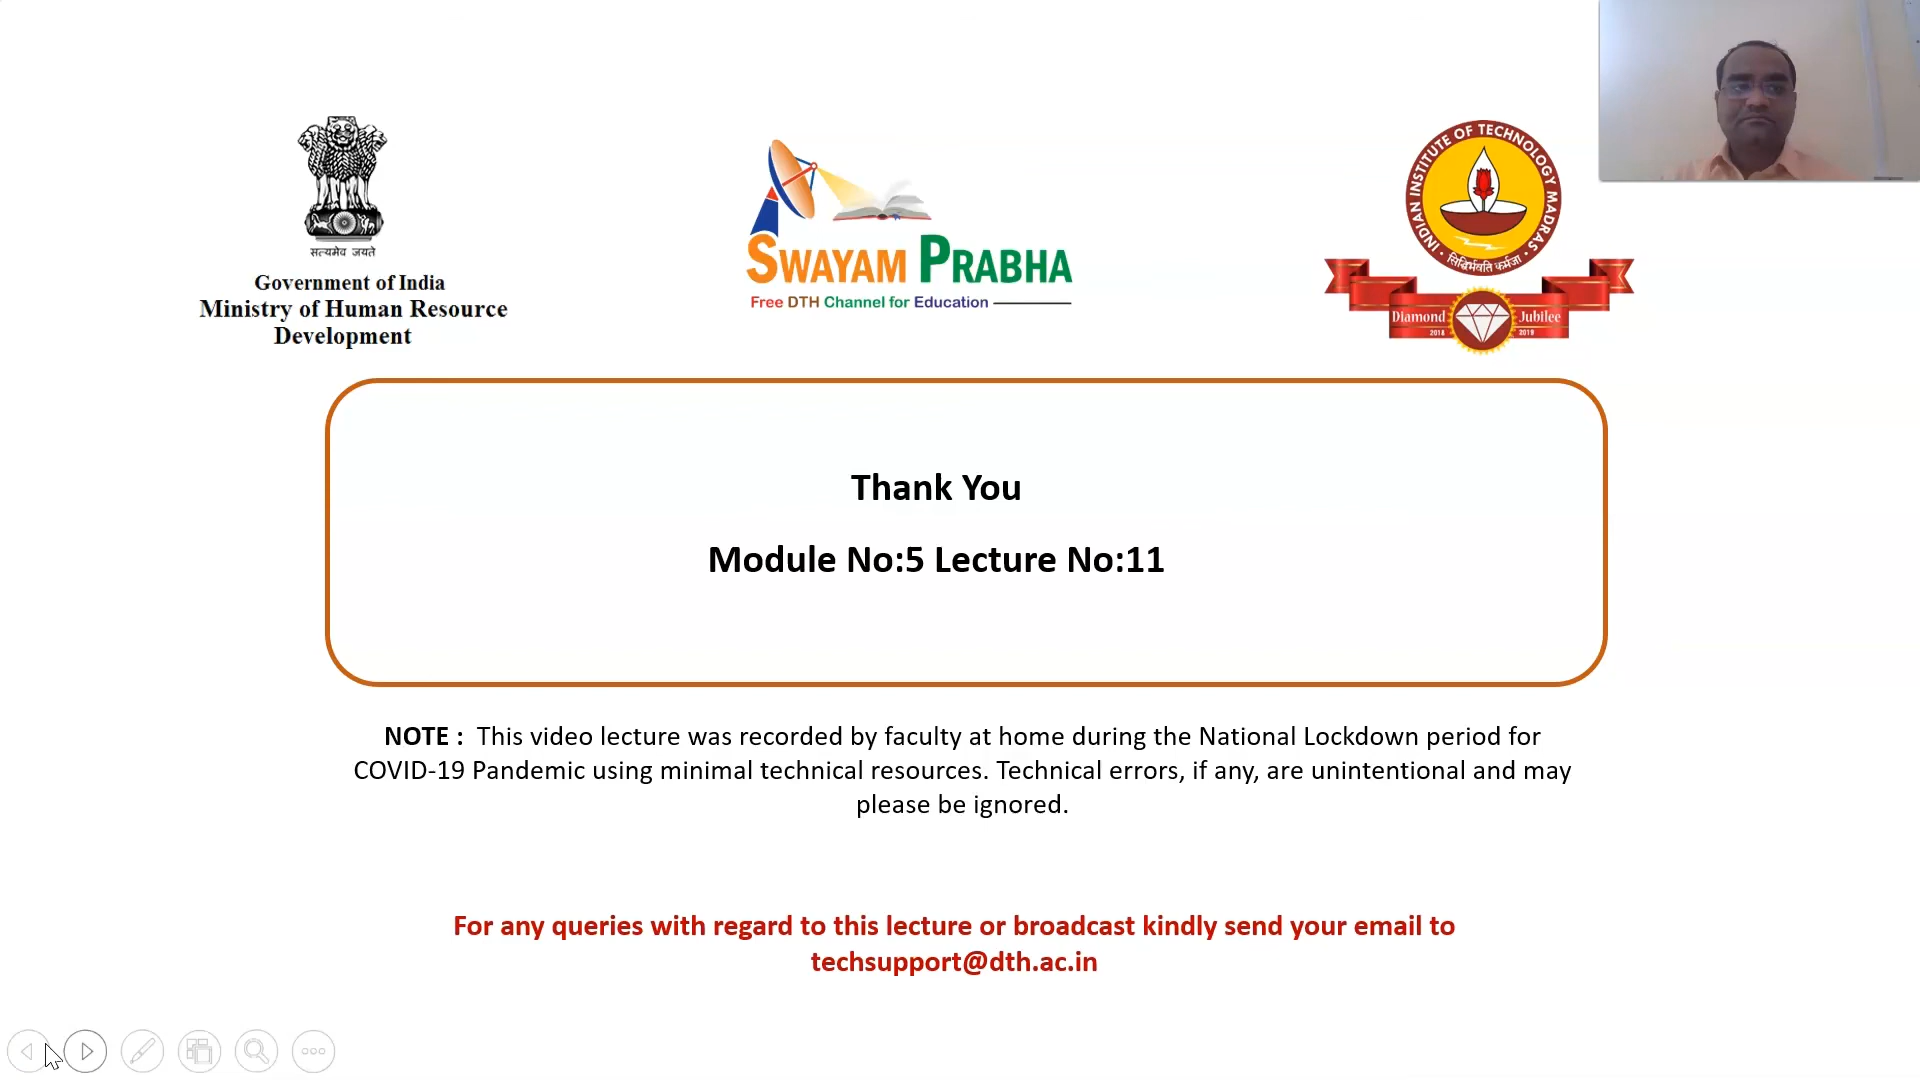 सत्यमेव जयते
Government of India
Ministry of Human Resource
Development
SWAYAM PRABHA
Free DTH Channel for Education
INDIAN INSTITUTE OF TECHNOLOGY MADRAS
सिद्धिर्भवति कर्मजा
Diamond Jubilee
2018 2019
Thank You
Module No:5 Lecture No:11
NOTE : This video lecture was recorded by faculty at home during the National Lockdown period for
COVID-19 Pandemic using minimal technical resources. Technical errors, if any, are unintentional and may
please be ignored.
For any queries with regard to this lecture or broadcast kindly send your email to
techsupport@dth.ac.in